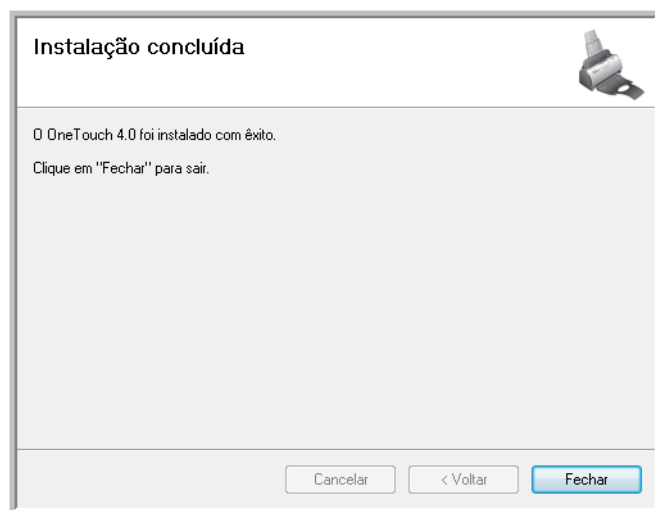 Instalação concluída
O OneTouch 4.0 foi instalado com êxito.
Clique em "Fechar" para sair.
Cancelar
< Voltar
Fechar